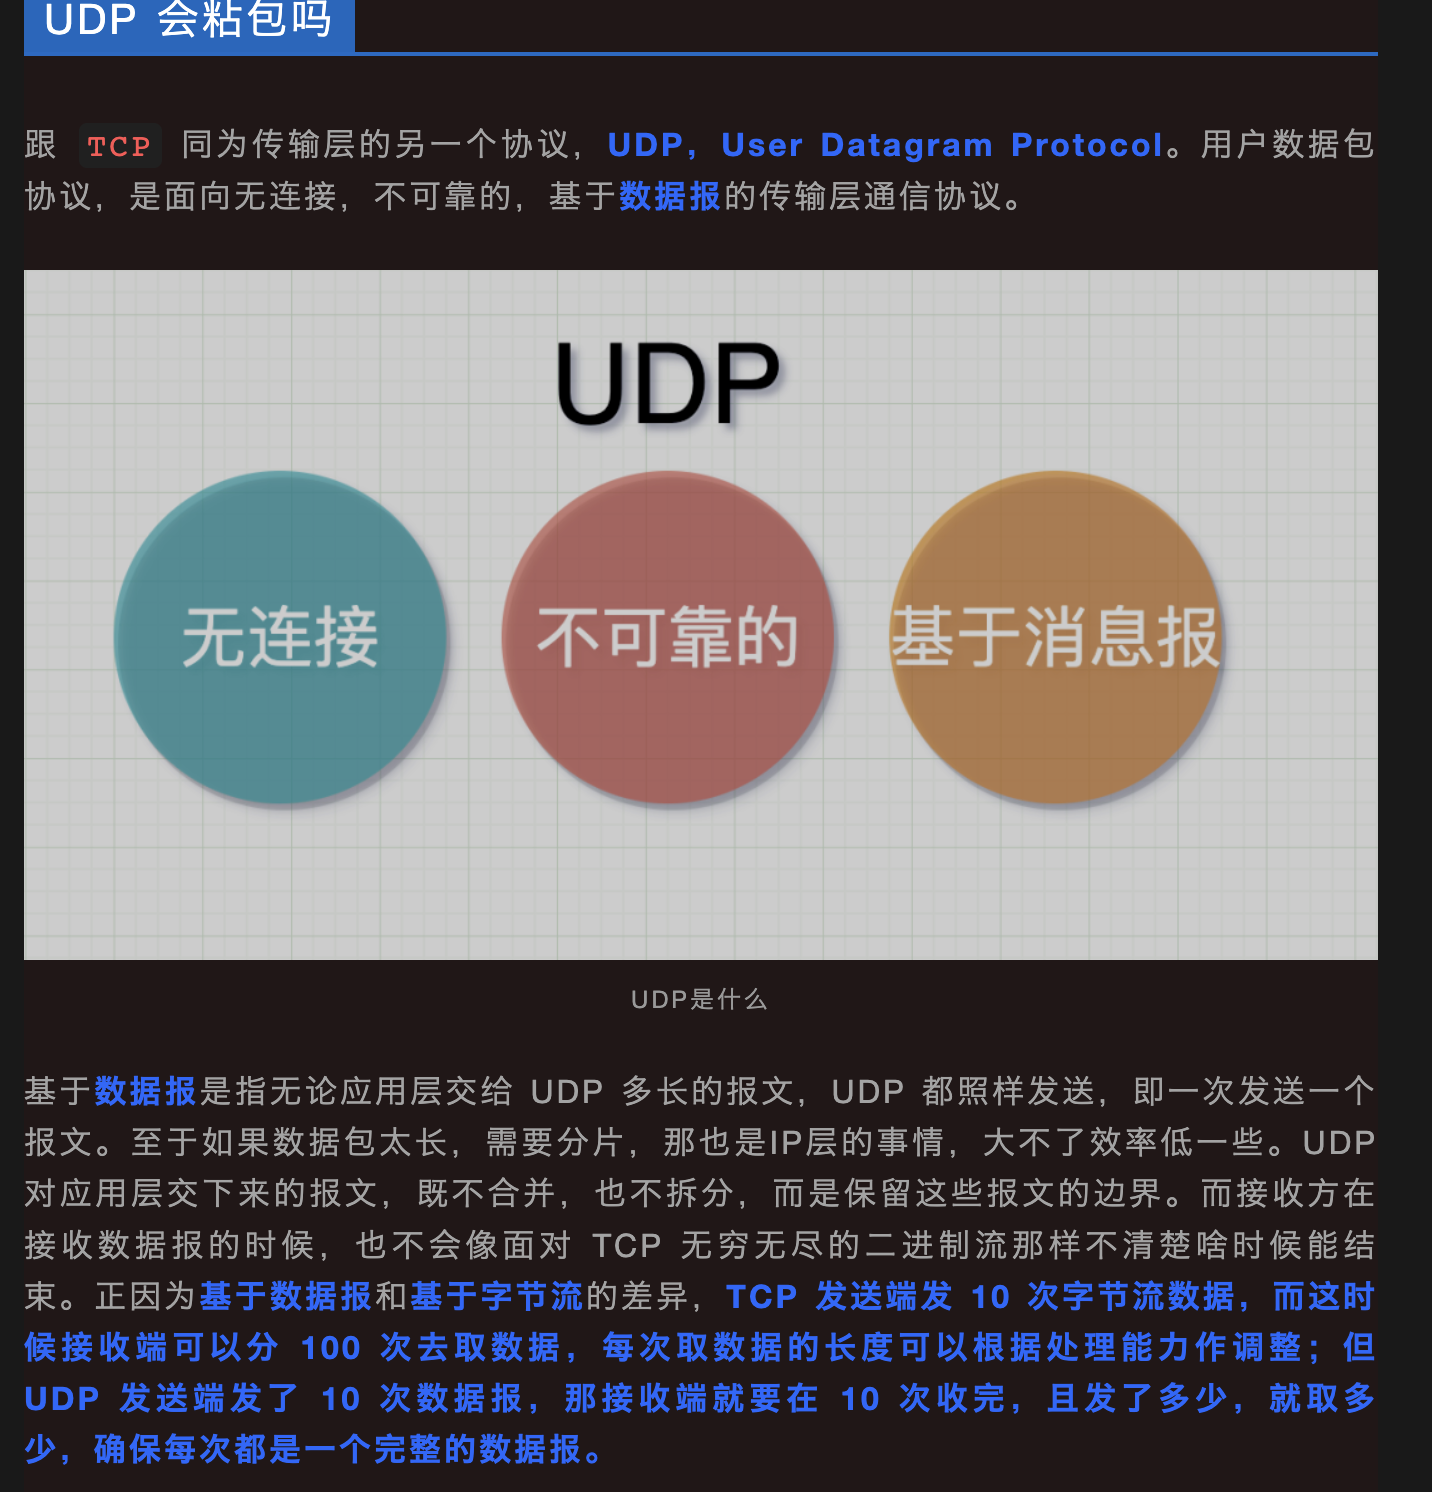 UDP 会粘包吗
跟 TCP 同为传输层的另一个协议，UDP，User Datagram Protocol。用户数据包
协议，是面向无连接，不可靠的，基于数据报的传输层通信协议。
UDP
无连接
不可靠的
基于消息报
UDP是什么
基于数据报是指无论应用层交给 UDP 多长的报文，UDP 都照样发送，即一次发送一个
报文。至于如果数据包太长，需要分片，那也是IP层的事情，大不了效率低一些。UDP
对应用层交下来的报文，既不合并，也不拆分，而是保留这些报文的边界。而接收方在
接收数据报的时候，也不会像面对 TCP 无穷无尽的二进制流那样不清楚啥时候能结
束。正因为基于数据报和基于字节流的差异，TCP 发送端发 10 次字节流数据，而这时
候接收端可以分 100 次去取数据，每次取数据的长度可以根据处理能力作调整；但
UDP 发送端发了 10 次数据报，那接收端就要在 10 次收完，且发了多少，就取多
少，确保每次都是一个完整的数据报。